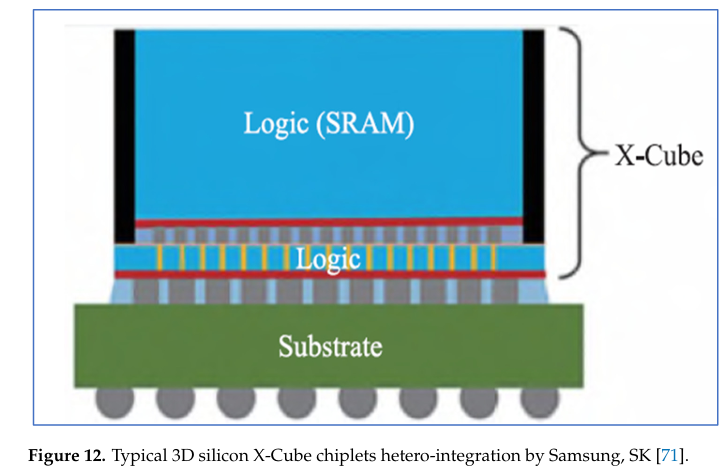 Logic (SRAM)
X-Cube
Logic
Substrate
Figure 12. Typical 3D silicon X-Cube chiplets hetero-integration by Samsung, SK [71].